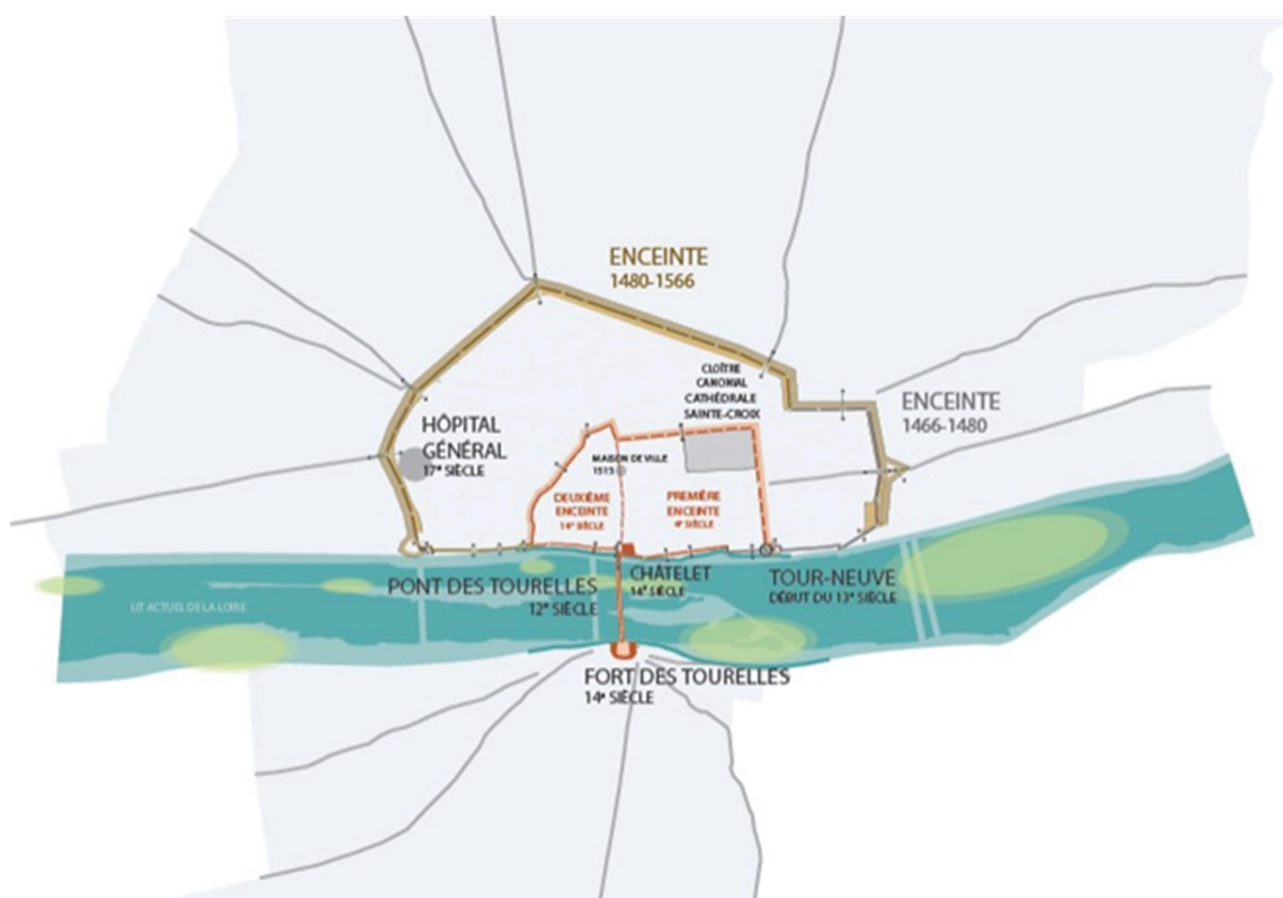 ENCEINTE
1480-1566
CLOÎTRE
CANONIAL
CATHÉDRALE
SAINTE-CROIX
ENCEINTE
1466-1480
HÔPITAL
GÉNÉRAL
17e SIÈCLE
MAISON DE VILLE
1513
DEUXIÈME
ENCEINTE
14e SIÈCLE
PREMIÈRE
ENCEINTE
4e SIÈCLE
PONT DES TOURELLES
12e SIÈCLE
CHÂTELET
14e SIÈCLE
TOUR-NEUVE
DÉBUT DU 13e SIÈCLE
LIT ACTUEL DE LA LOIRE
FORT DES TOURELLES
14e SIÈCLE